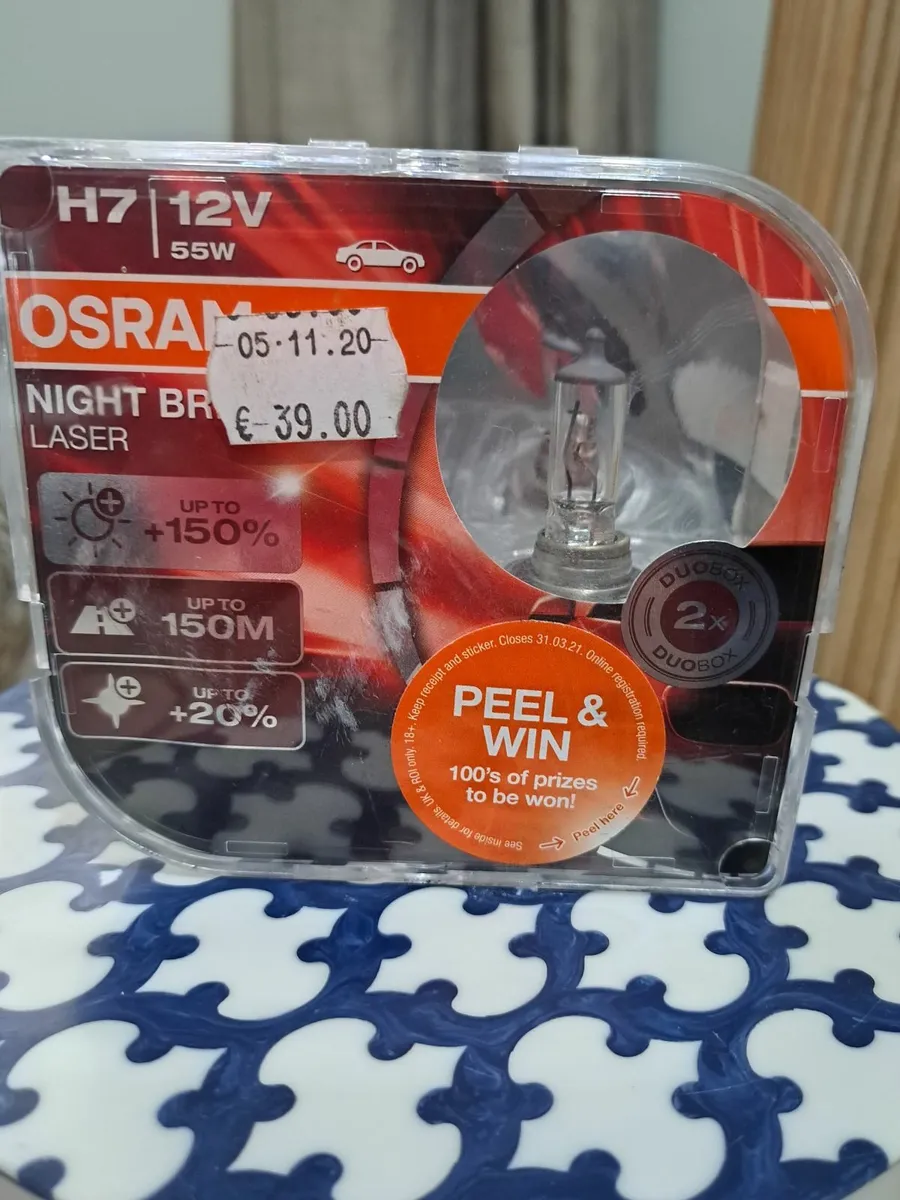 H7 12V
55W
OSRAM
05·11.20
€-39.00
NIGHT BR
LASER
UP TO
+150%
UP TO
150M
UP TO
+20%
DUOBOX
2x
DUOBOX
PEEL &
WIN
100's of prizes
to be won!
Peel here
See inside for details. UK & ROI only. 18+. Keep receipt and sticker. Closes 31.03.21. Online registration required.